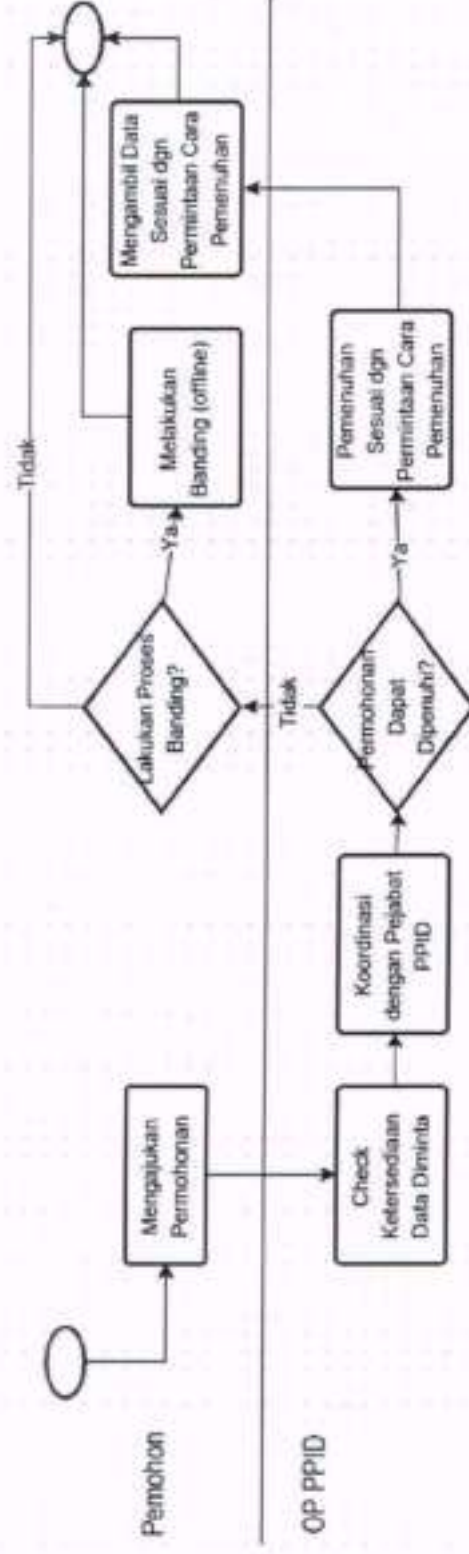 Pemohon
Mengajukan
Permohonan
Lakukan Proses
Banding?
Tidak
Ya
Melakukan
Banding (offline)
Mengambil Data
Sesuai dgn
Permintaan Cara
Pemenuhan
OP PPID
Check
Ketersediaan
Data Diminta
Koordinasi
dengan Pejabat
PPID
Permohonan
Dapat
Dipenuhi?
Tidak
Ya
Pemenuhan
Sesuai dgn
Permintaan Cara
Pemenuhan